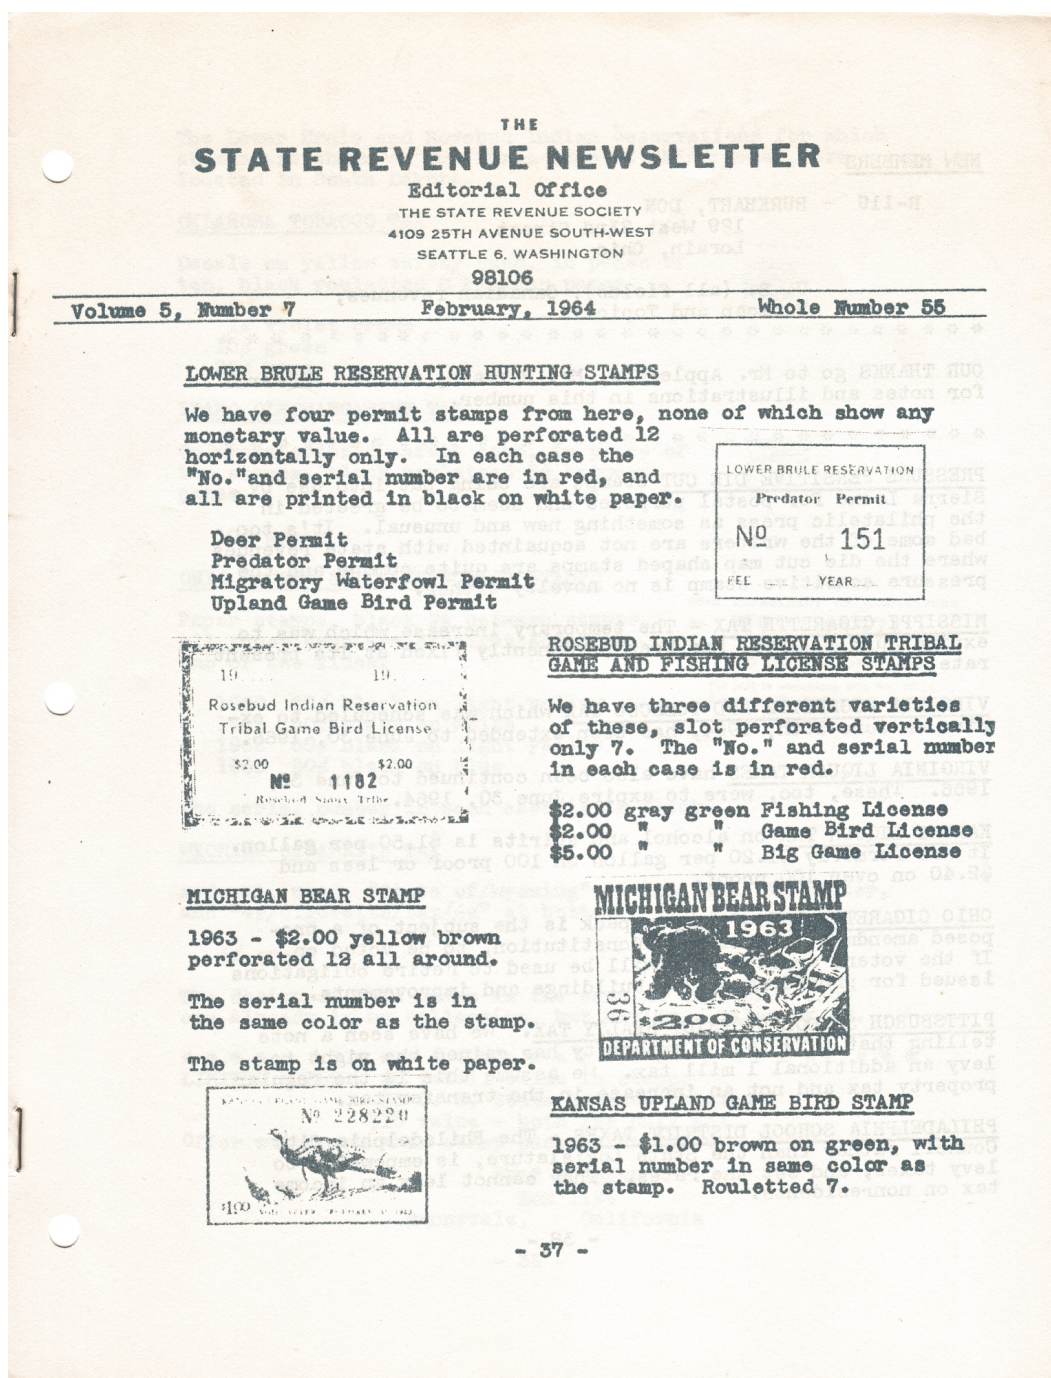 THE
STATE REVENUE NEWSLETTER
Editorial Office
THE STATE REVENUE SOCIETY
4109 25TH AVENUE SOUTH-WEST
SEATTLE 6, WASHINGTON
98106
Volume 5, Number 7 February, 1964 Whole Number 55
LOWER BRULE RESERVATION HUNTING STAMPS
We have four permit stamps from here, none of which show any
monetary value. All are perforated 12
horizontally only. In each case the
"No."and serial number are in red, and
all are printed in black on white paper.
Deer Permit
Predator Permit
Migratory Waterfowl Permit
Upland Game Bird Permit
LOWER BRULE RESERVATION
Predator Permit
Nº 151
FEE YEAR
19 19
Rosebud Indian Reservation
Tribal Game Bird License
$2.00 $2.00
Nº 1182
Rosebud Sioux Tribe
ROSEBUD INDIAN RESERVATION TRIBAL
GAME AND FISHING LICENSE STAMPS
We have three different varieties
of these, also perforated vertically
only 7. The "No." and serial number
in each case is in red.
$2.00 gray green Fishing License
$2.00 " " Game Bird License
$5.00 " " Big Game License
MICHIGAN BEAR STAMP
1963 - $2.00 yellow brown
perforated 12 all around.
The serial number is in
the same color as the stamp.
The stamp is on white paper.
MICHIGAN BEAR STAMP
1963
36
$2.00
DEPARTMENT OF CONSERVATION
Nº 228220
$1.00
KANSAS UPLAND GAME BIRD STAMP
1963 - $1.00 brown on green, with
serial number in same color as
the stamp. Rouletted 7.
- 37 -